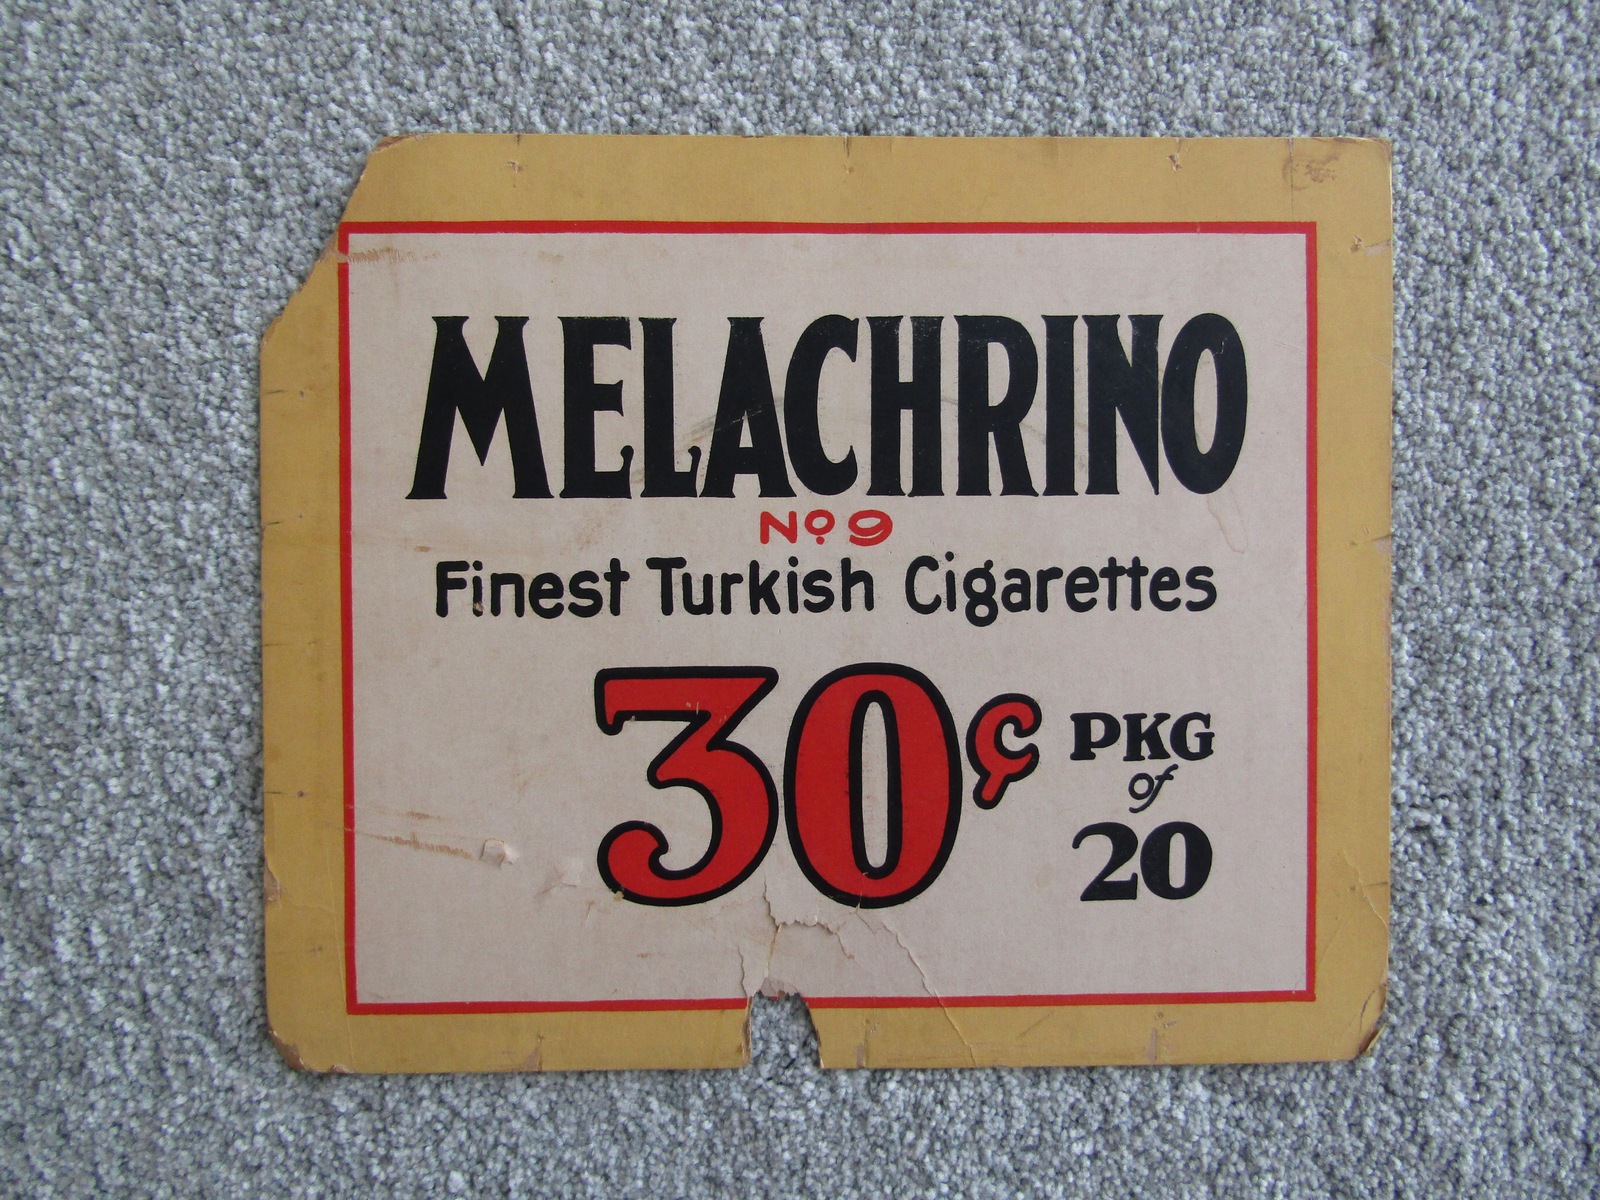 MELACHRINO
No 9
Finest Turkish Cigarettes
30¢ PKG
of
20